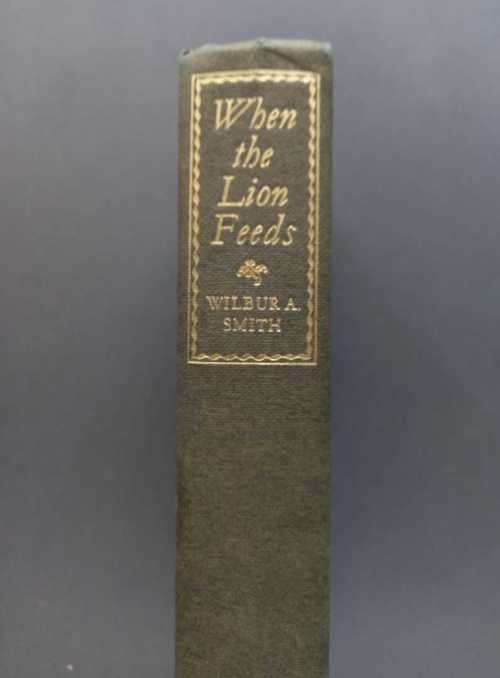 When
the
Lion
Feeds
WILBUR A.
SMITH